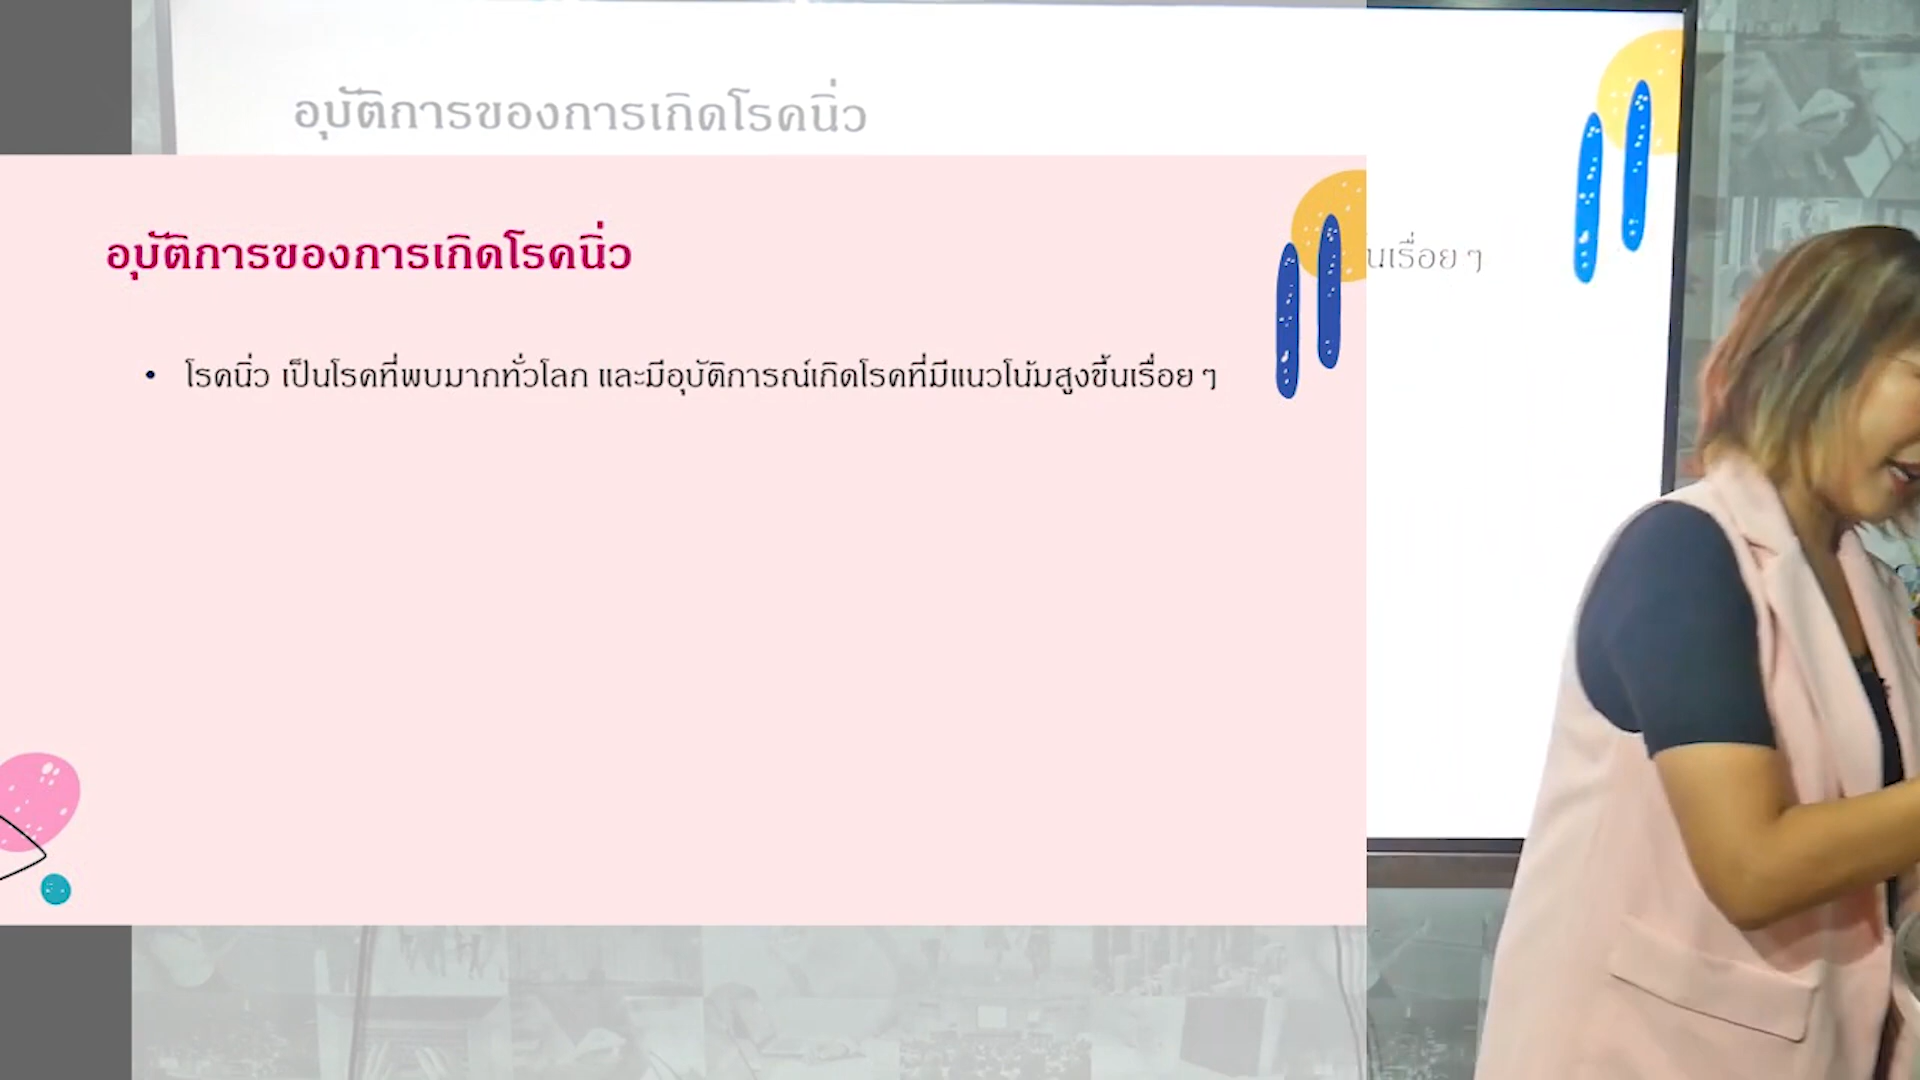 อุบัติการของการเกิดโรคนิ่ว
อุบัติการของการเกิดโรคนิ่ว
นเรื่อย ๆ
• โรคนิ่ว เป็นโรคที่พบมากทั่วโลก และมีอุบัติการณ์เกิดโรคที่มีแนวโน้มสูงขึ้นเรื่อย ๆ